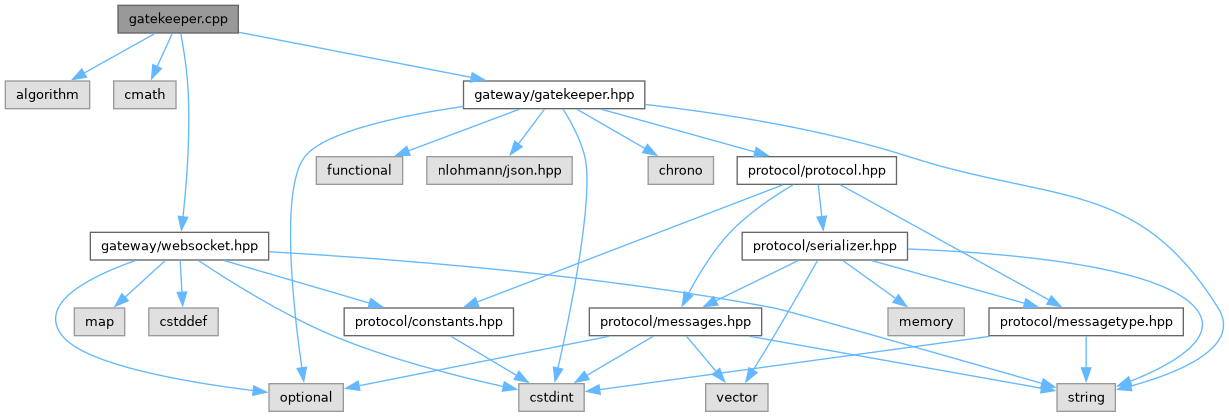 gatekeeper.cpp
algorithm
cmath
gateway/gatekeeper.hpp
functional
nlohmann/json.hpp
chrono
protocol/protocol.hpp
gateway/websocket.hpp
protocol/serializer.hpp
map
cstddef
protocol/constants.hpp
protocol/messages.hpp
memory
protocol/messagetype.hpp
optional
cstdint
vector
string